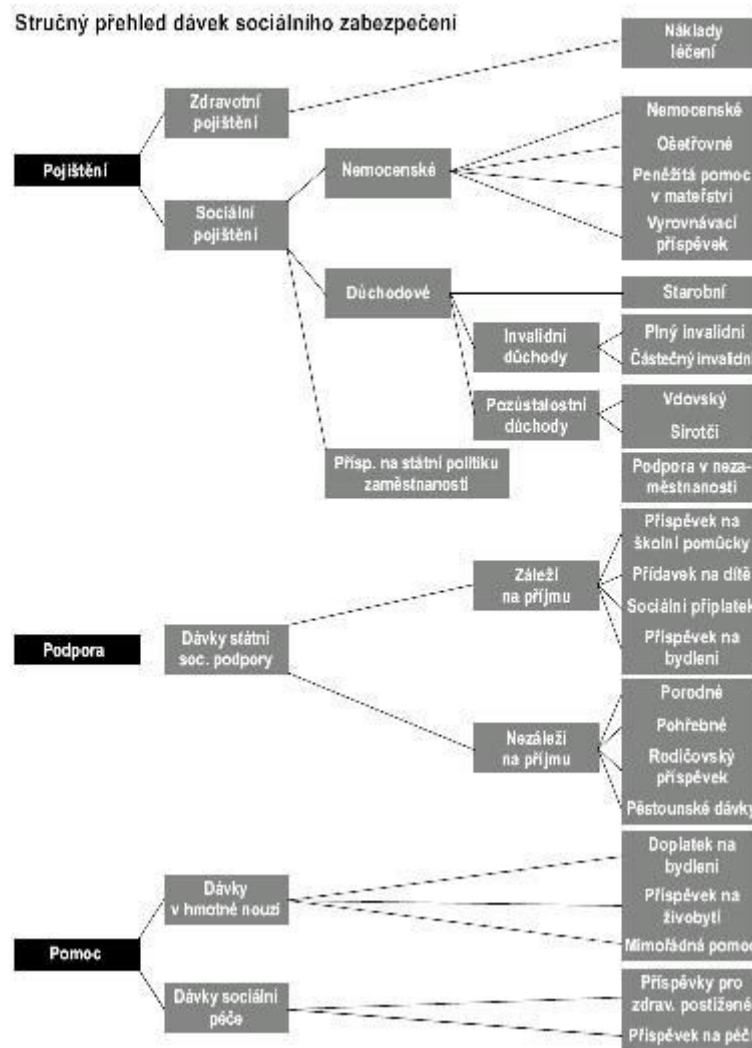 Stručný přehled dávek sociálního zabezpečení
Pojištění
Zdravotní
pojištění
Náklady
léčení
Sociální
pojištění
Nemocenské
Nemocenské
Ošetřovné
Peněžitá pomoc
v mateřství
Vyrovnávací
příspěvek
Důchodové
Starobní
Invalidní
důchody
Plný invalidní
Částečný invalidn
Pozůstalostní
důchody
Vdovský
Sirotčí
Přísp. na státní politiku
zaměstnanosti
Podpora v neza-
městnanosti
Podpora
Dávky státní
soc. podpory
Záleží
na příjmu
Příspěvek na
školní pomůcky
Přídavek na dítě
Sociální příplatek
Příspěvek na
bydlení
Nezáleží
na příjmu
Porodné
Pohřebné
Rodičovský
příspěvek
Pěstounské dávky
Pomoc
Dávky
v hmotné nouzi
Doplatek na
bydlení
Příspěvek na
živobytí
Mimořádná pomoc
Dávky sociální
péče
Příspěvky pro
zdrav. postižené
Příspěvek na péči